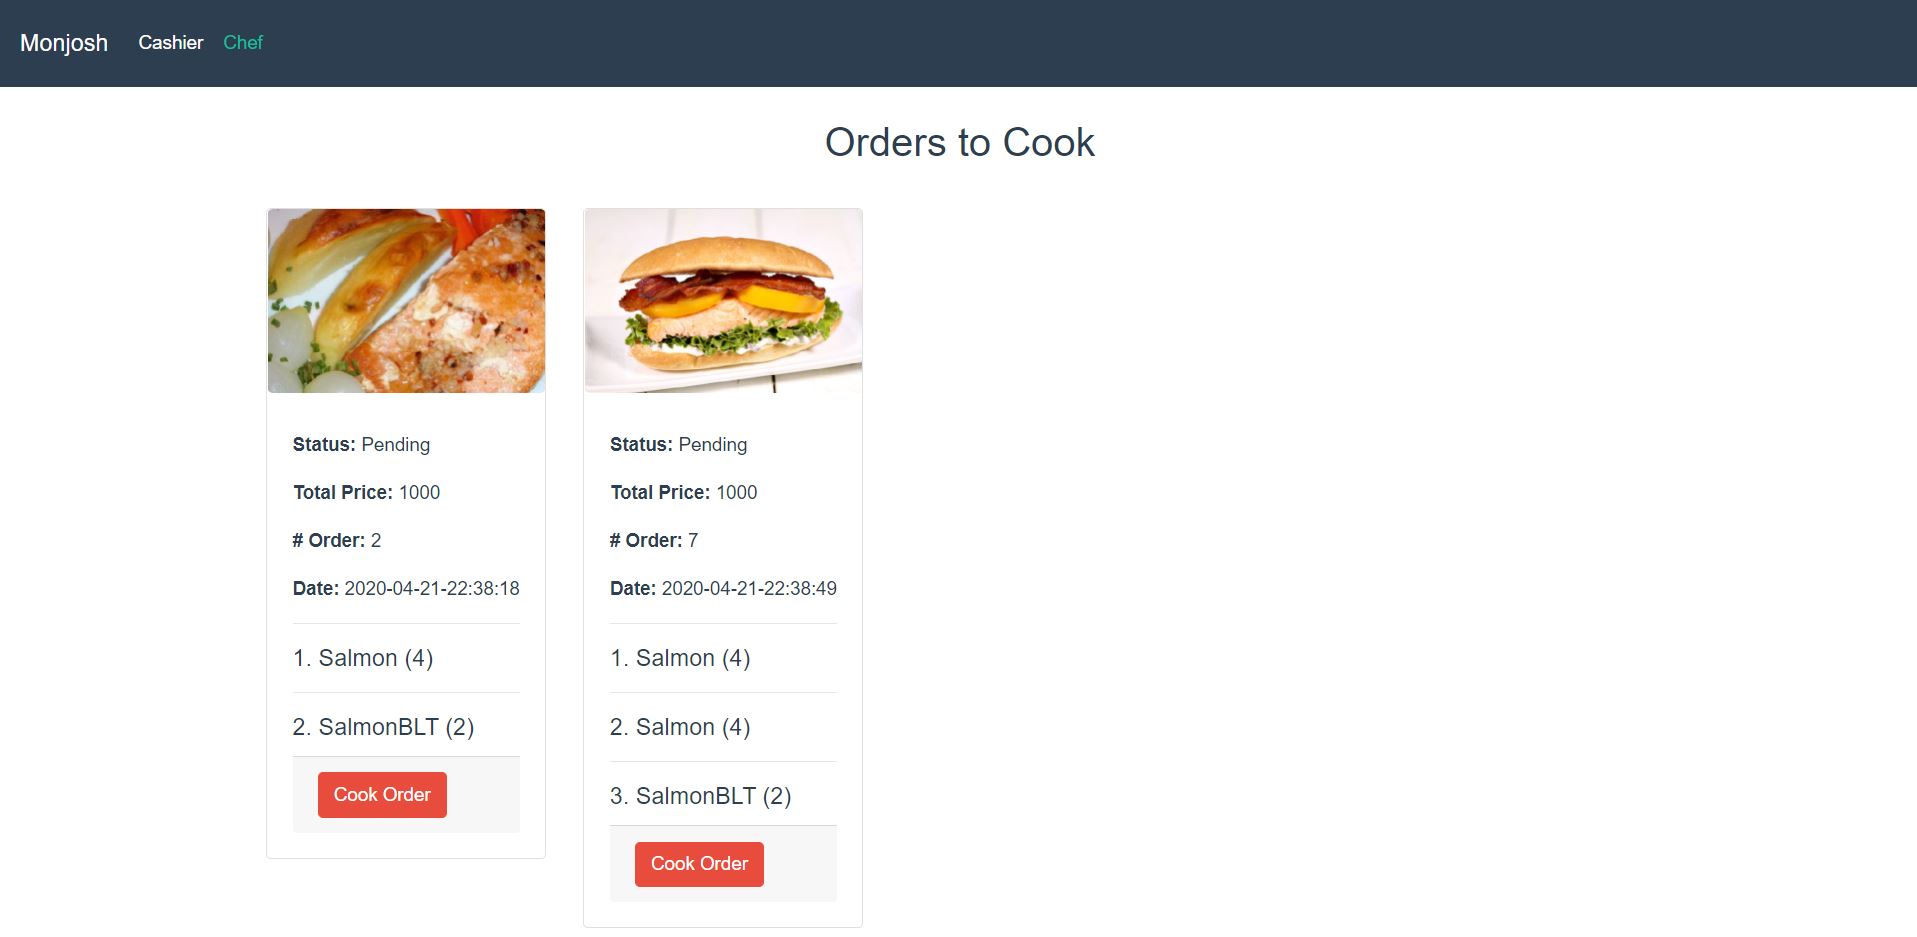 Monjosh Cashier Chef
Orders to Cook
Status: Pending
Total Price: 1000
# Order: 2
Date: 2020-04-21-22:38:18
1. Salmon (4)
2. SalmonBLT (2)
Cook Order
Status: Pending
Total Price: 1000
# Order: 7
Date: 2020-04-21-22:38:49
1. Salmon (4)
2. Salmon (4)
3. SalmonBLT (2)
Cook Order